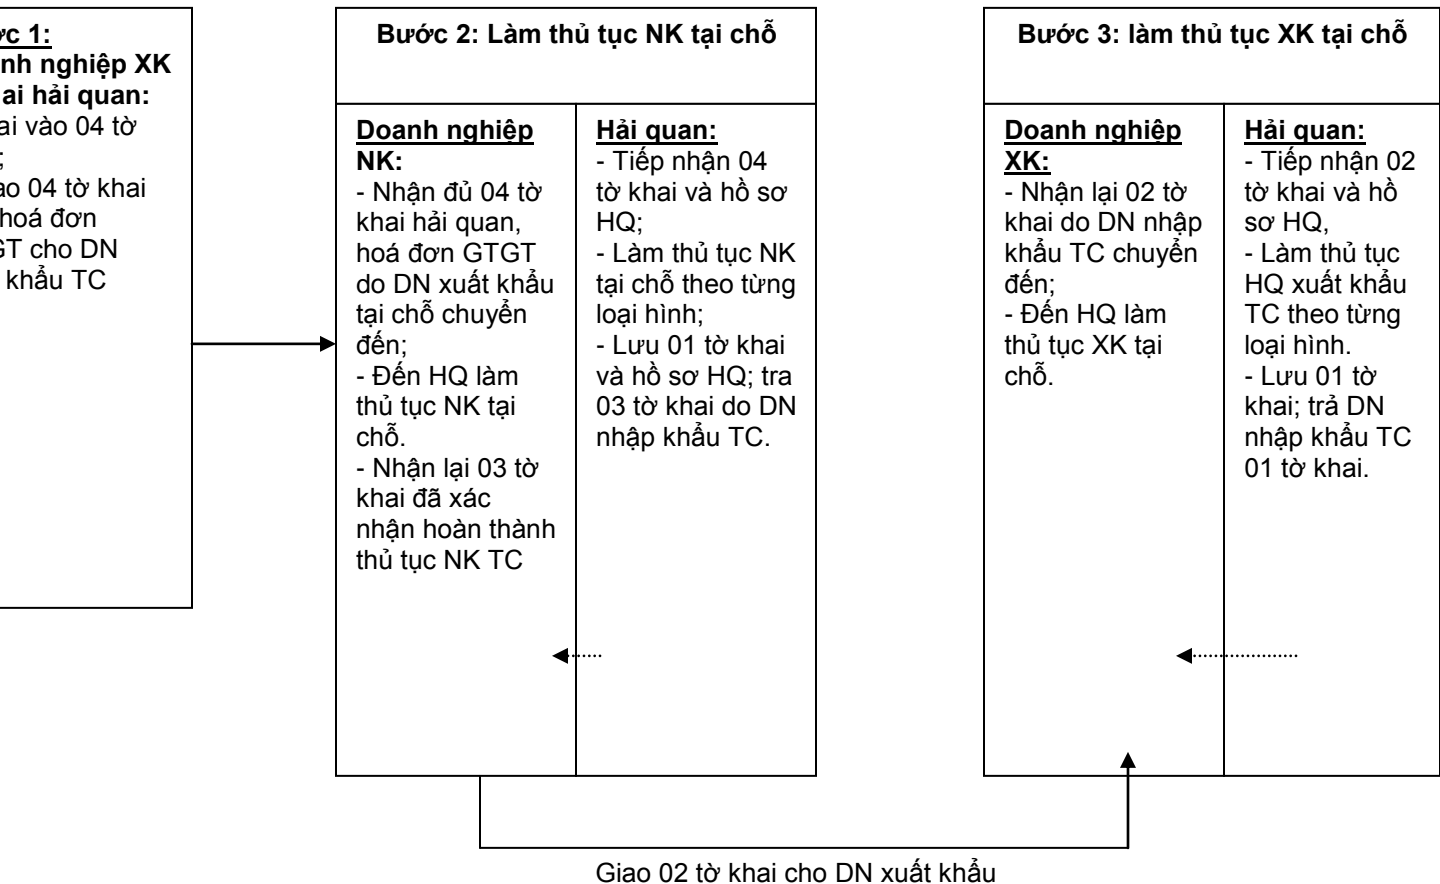 ớc 1:
nh nghiệp XK
ai hải quan:
ai vào 04 tờ
;
ao 04 tờ khai
hoá đơn
GT cho DN
khẩu TC
Bước 2: Làm thủ tục NK tại chỗ
Doanh nghiệp
NK:
- Nhận đủ 04 tờ
khai hải quan,
hoá đơn GTGT
do DN xuất khẩu
tại chỗ chuyển
đến;
- Đến HQ làm
thủ tục NK tại
chỗ.
- Nhận lại 03 tờ
khai đã xác
nhận hoàn thành
thủ tục NK TC
Hải quan:
- Tiếp nhận 04
tờ khai và hồ sơ
HQ;
- Làm thủ tục NK
tại chỗ theo từng
loại hình;
- Lưu 01 tờ khai
và hồ sơ HQ; tra
03 tờ khai do DN
nhập khẩu TC.
Bước 3: làm thủ tục XK tại chỗ
Doanh nghiệp
XK:
- Nhận lại 02 tờ
khai do DN nhập
khẩu TC chuyển
đến;
- Đến HQ làm
thủ tục XK tại
chỗ.
Hải quan:
- Tiếp nhận 02
tờ khai và hồ
sơ HQ,
- Làm thủ tục
HQ xuất khẩu
TC theo từng
loại hình.
- Lưu 01 tờ
khai; trả DN
nhập khẩu TC
01 tờ khai.
Giao 02 tờ khai cho DN xuất khẩu